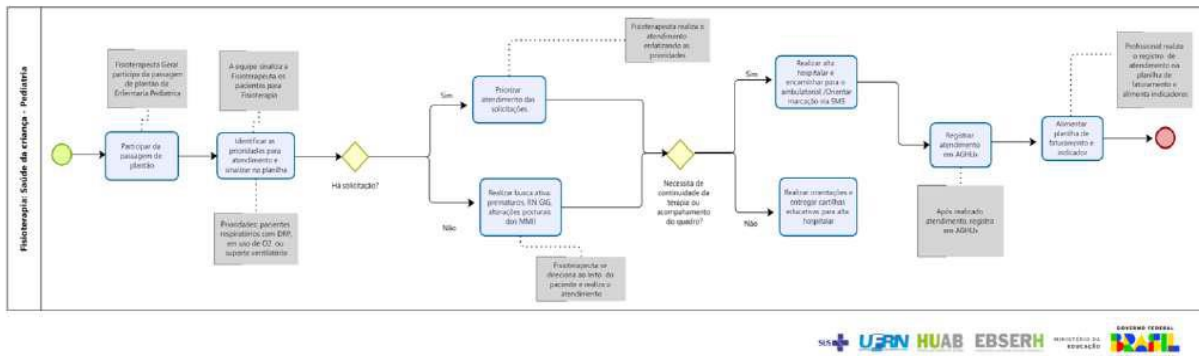 Fisioterapia: Saúde da criança - Pediatria
Fisioterapeuta Geral
participa da passagem
de plantão da
Enfermaria Pediátrica
Participar da
passagem de
plantão
A equipe sinaliza a
Fisioterapeuta os
pacientes para
Fisioterapia
Identificar as
prioridades para
atendimento e
sinalizar na planilha
Prioridades: pacientes
respiratórios com DRP,
em uso de O2 ou
suporte ventilatório
Há solicitação?
Sim
Não
Fisioterapeuta realiza o
atendimento
enfatizando as
prioridades
Priorizar
atendimento das
solicitações.
Realizar busca ativa:
prematuros, RN GIG,
alterações posturas
dos MMII
Fisioterapeuta se
direciona ao leito do
paciente e realiza o
atendimento
Necessita de
continuidade da
terapia ou
acompanhamento
do quadro?
Sim
Não
Realizar alta
hospitalar e
encaminhar para o
ambulatorial /Orientar
marcação via SMS
Realizar orientações e
entregar cartilhas
educativas para alta
hospitalar
Registrar
atendimento
em AGHUx
Após realizado
atendimento, registra
em AGHUx
Profissional realiza
o registro de
atendimento na
planilha de
faturamento e
alimenta indicadores
Alimentar
planilha de
faturamento e
indicador
SUS UFRN HUAB EBSERH MINISTÉRIO DA EDUCAÇÃO GOVERNO FEDERAL BRASIL